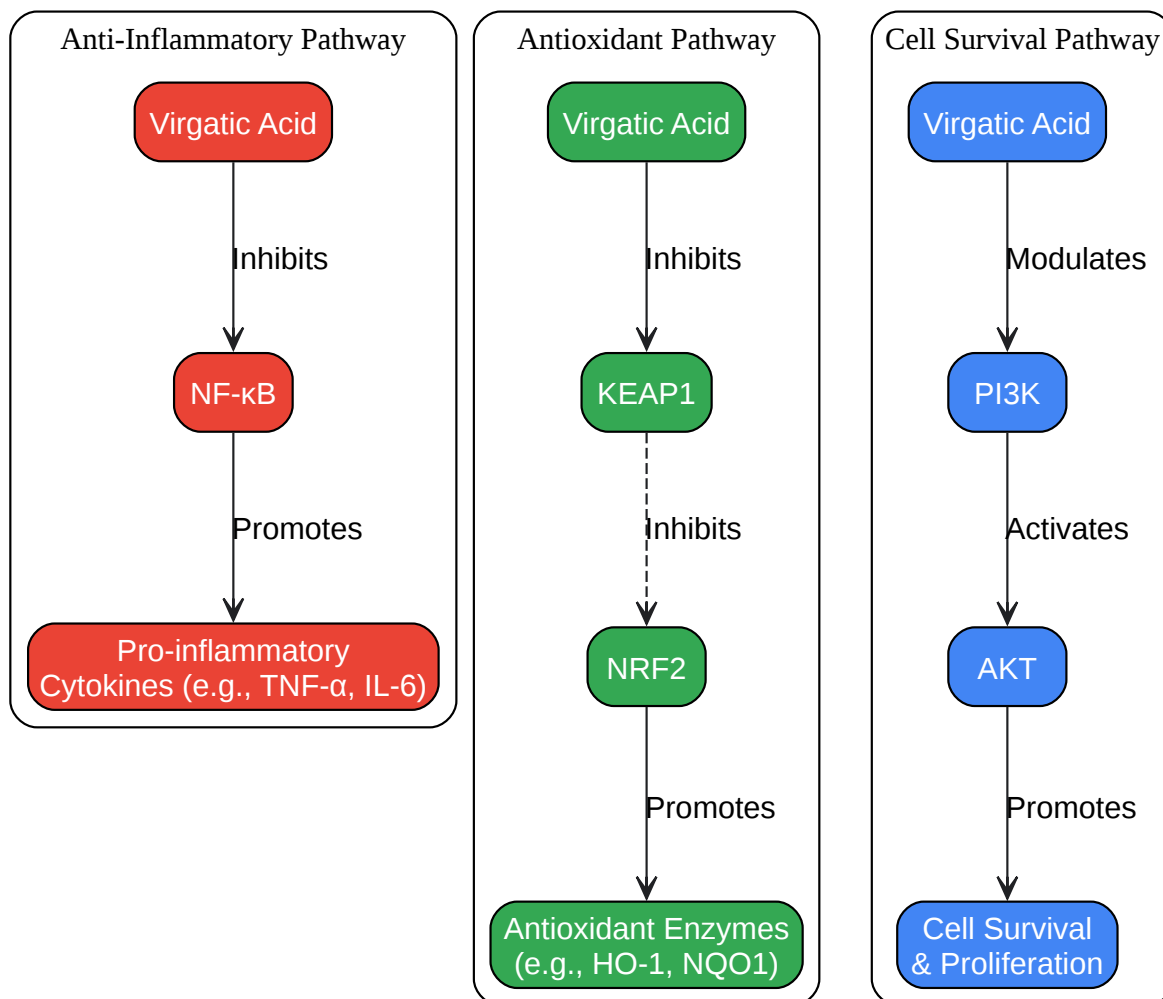 Anti-Inflammatory Pathway
Virgatic Acid
Inhibits
NF-κB
Promotes
Pro-inflammatory
Cytokines (e.g., TNF-α, IL-6)
Antioxidant Pathway
Virgatic Acid
Inhibits
KEAP1
Inhibits
NRF2
Promotes
Antioxidant Enzymes
(e.g., HO-1, NQO1)
Cell Survival Pathway
Virgatic Acid
Modulates
PI3K
Activates
AKT
Promotes
Cell Survival
& Proliferation